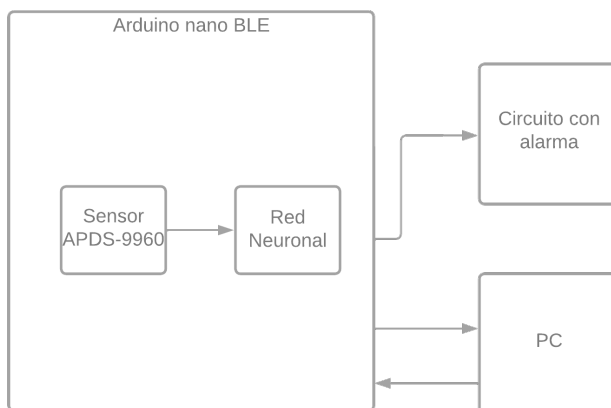 Arduino nano BLE
Circuito con
alarma
Sensor
APDS-9960
Red
Neuronal
PC